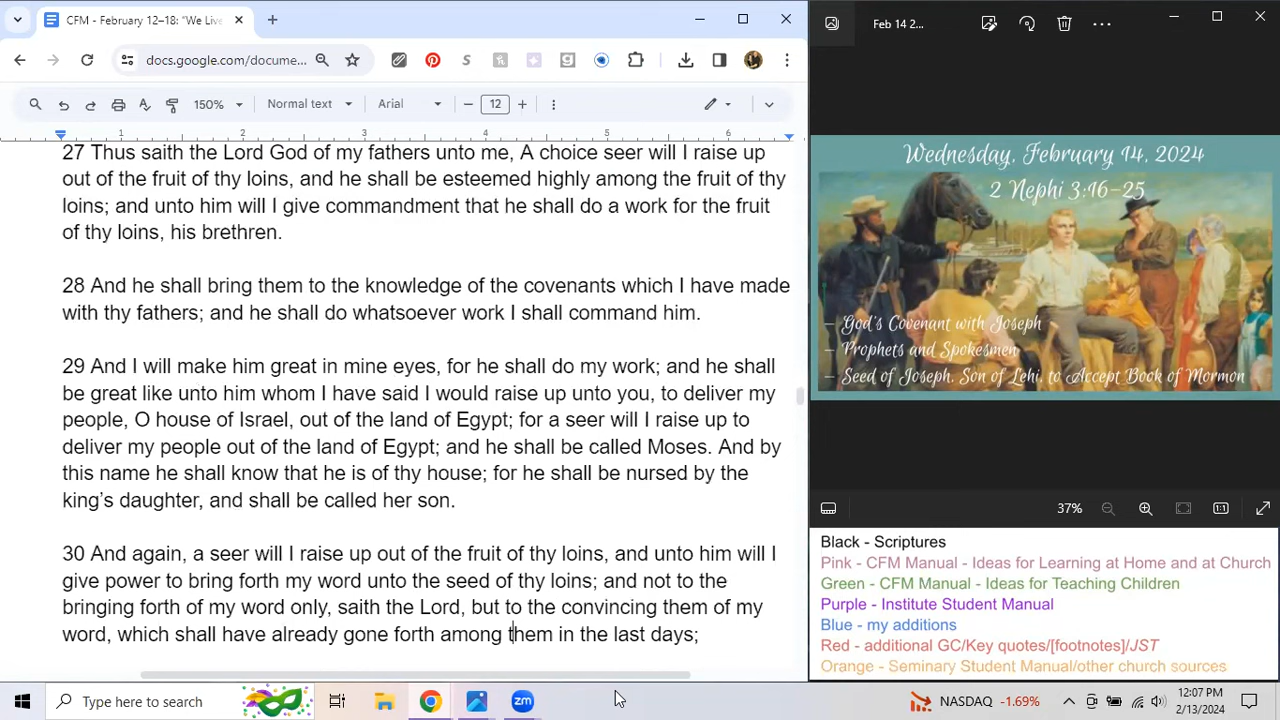 CFM - February 12–18: “We Live
Feb 14 2...
docs.google.com/docume...
150%
Normal text
Arial
12
1 2 3 4 5 6
27 Thus saith the Lord God of my fathers unto me, A choice seer will I raise up
out of the fruit of thy loins, and he shall be esteemed highly among the fruit of thy
loins; and unto him will I give commandment that he shall do a work for the fruit
of thy loins, his brethren.
28 And he shall bring them to the knowledge of the covenants which I have made
with thy fathers; and he shall do whatsoever work I shall command him.
29 And I will make him great in mine eyes, for he shall do my work; and he shall
be great like unto him whom I have said I would raise up unto you, to deliver my
people, O house of Israel, out of the land of Egypt; for a seer will I raise up to
deliver my people out of the land of Egypt; and he shall be called Moses. And by
this name he shall know that he is of thy house; for he shall be nursed by the
king’s daughter, and shall be called her son.
30 And again, a seer will I raise up out of the fruit of thy loins, and unto him will I
give power to bring forth my word unto the seed of thy loins; and not to the
bringing forth of my word only, saith the Lord, but to the convincing them of my
word, which shall have already gone forth among them in the last days;
Wednesday, February 14, 2024
2 Nephi 3:16-25
- God's Covenant with Joseph
- Prophets and Spokesmen
- Seed of Joseph, Son of Lehi, to Accept Book of Mormon
37%
1:1
Black - Scriptures
Pink - CFM Manual - Ideas for Learning at Home and at Church
Green - CFM Manual - Ideas for Teaching Children
Purple - Institute Student Manual
Blue - my additions
Red - additional GC/Key quotes/[footnotes]/JST
Orange - Seminary Student Manual/other church sources
Type here to search
zm
NASDAQ -1.69%
12:07 PM
2/13/2024